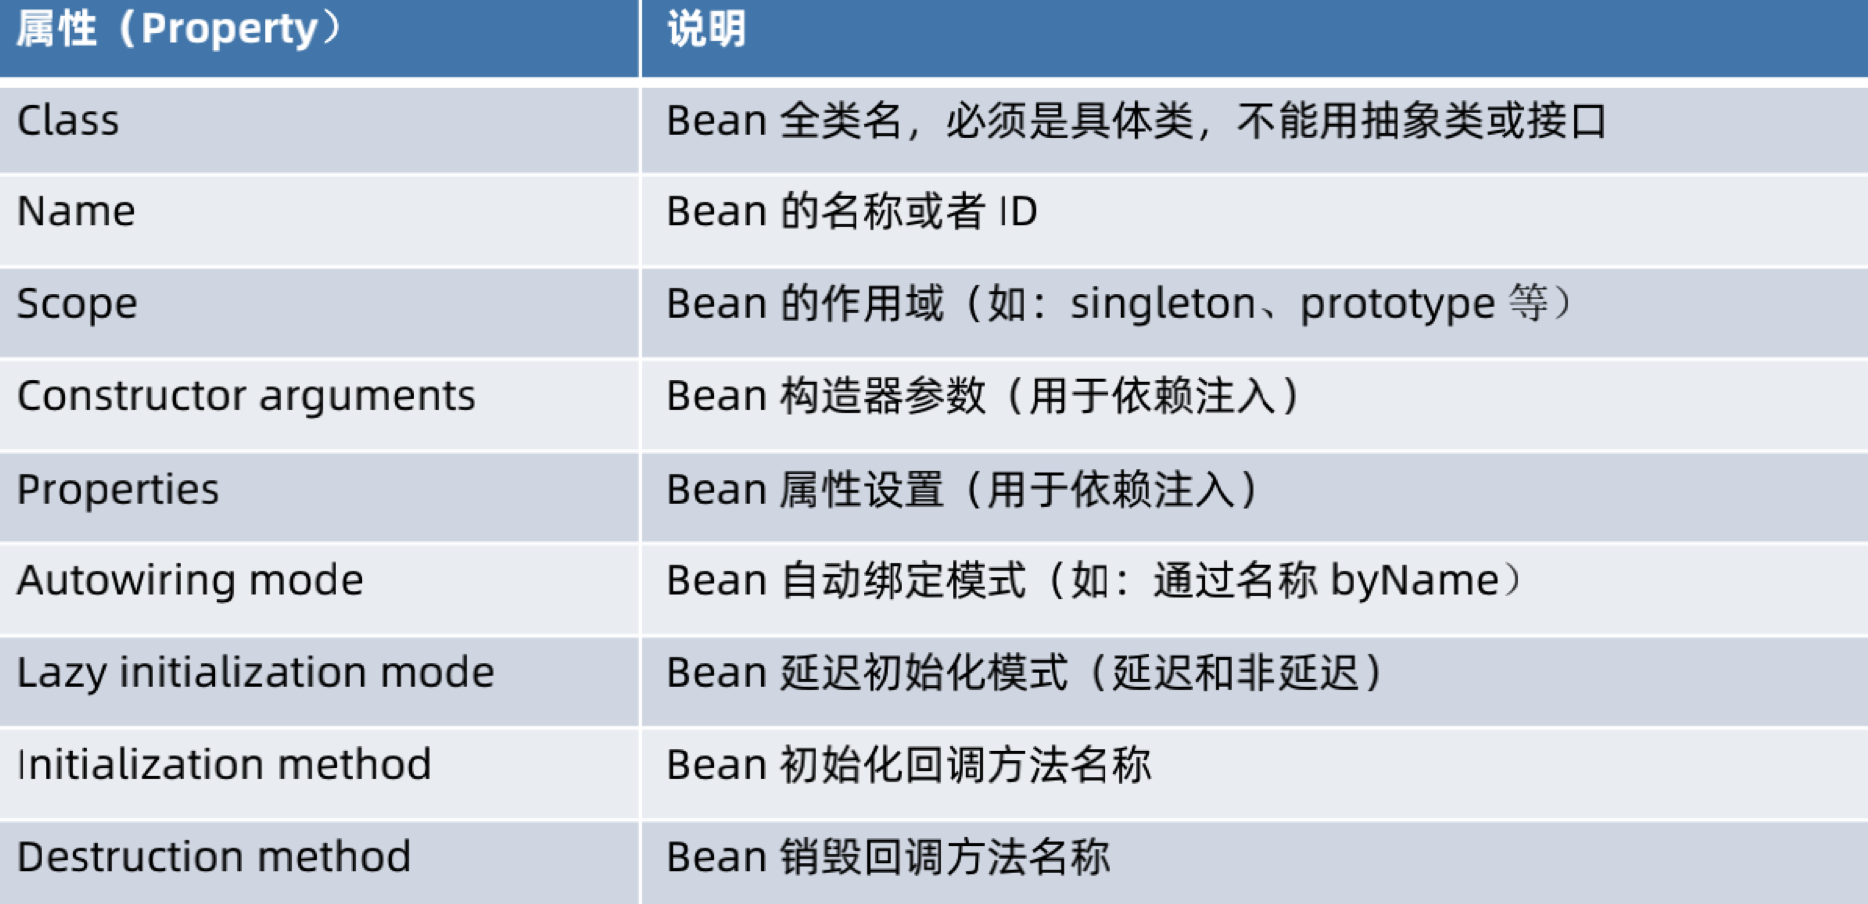 属性（Property） 说明
Class Bean 全类名，必须是具体类，不能用抽象类或接口
Name Bean 的名称或者 ID
Scope Bean 的作用域（如：singleton、prototype 等）
Constructor arguments Bean 构造器参数（用于依赖注入）
Properties Bean 属性设置（用于依赖注入）
Autowiring mode Bean 自动绑定模式（如：通过名称 byName）
Lazy initialization mode Bean 延迟初始化模式（延迟和非延迟）
Initialization method Bean 初始化回调方法名称
Destruction method Bean 销毁回调方法名称